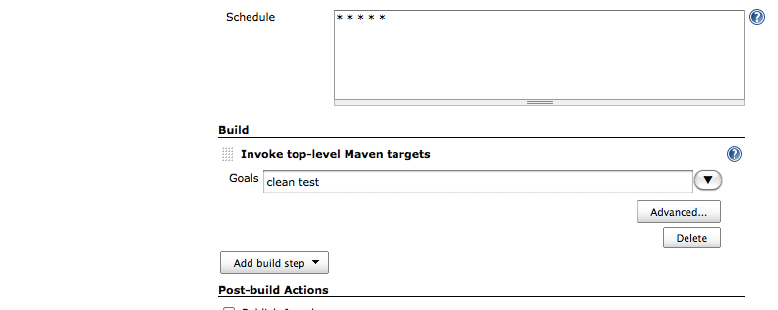 Schedule
* * * * *
Build
Invoke top-level Maven targets
Goals
clean test
Advanced...
Delete
Add build step
Post-build Actions